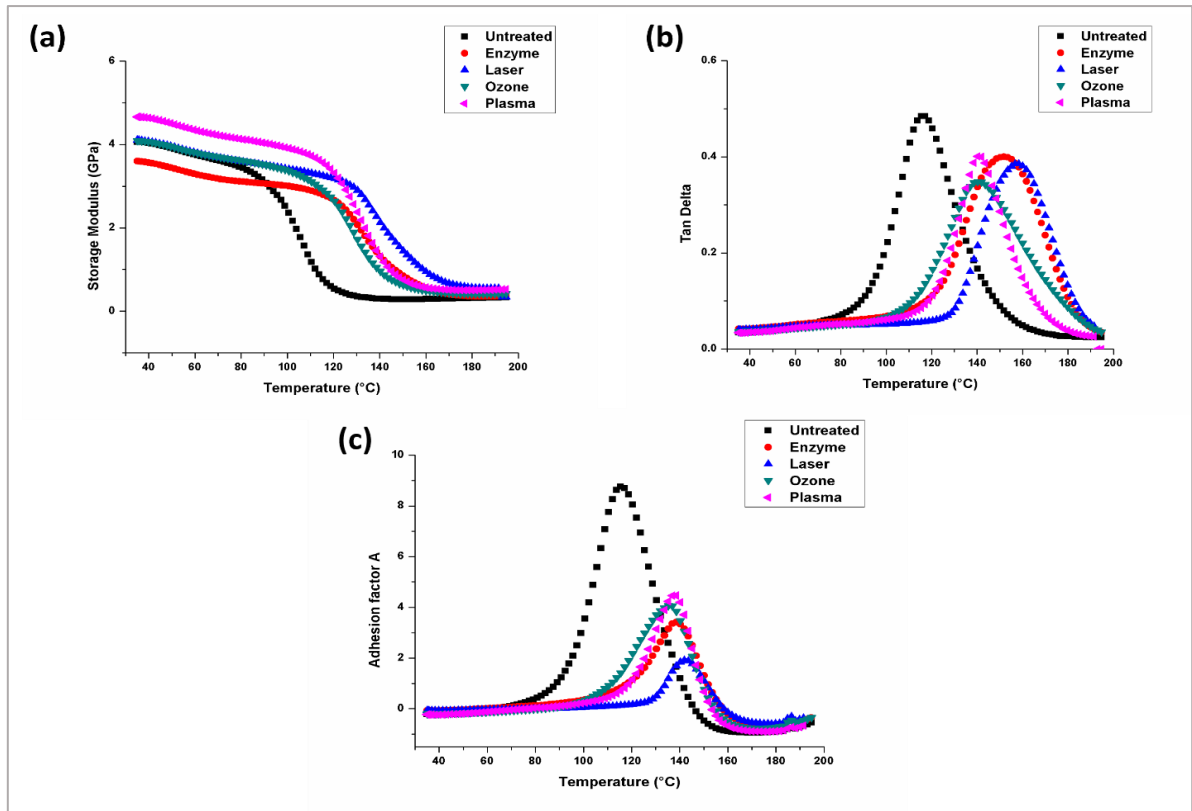 (a)
Untreated
Enzyme
Laser
Ozone
Plasma
Storage Modulus (GPa)
6
4
2
0
40 60 80 100 120 140 160 180 200
Temperature (°C)
(b)
Untreated
Enzyme
Laser
Ozone
Plasma
Tan Delta
0.6
0.4
0.2
0.0
40 60 80 100 120 140 160 180 200
Temperature (°C)
(c)
Untreated
Enzyme
Laser
Ozone
Plasma
Adhesion factor A
10
8
6
4
2
0
40 60 80 100 120 140 160 180 200
Temperature (°C)